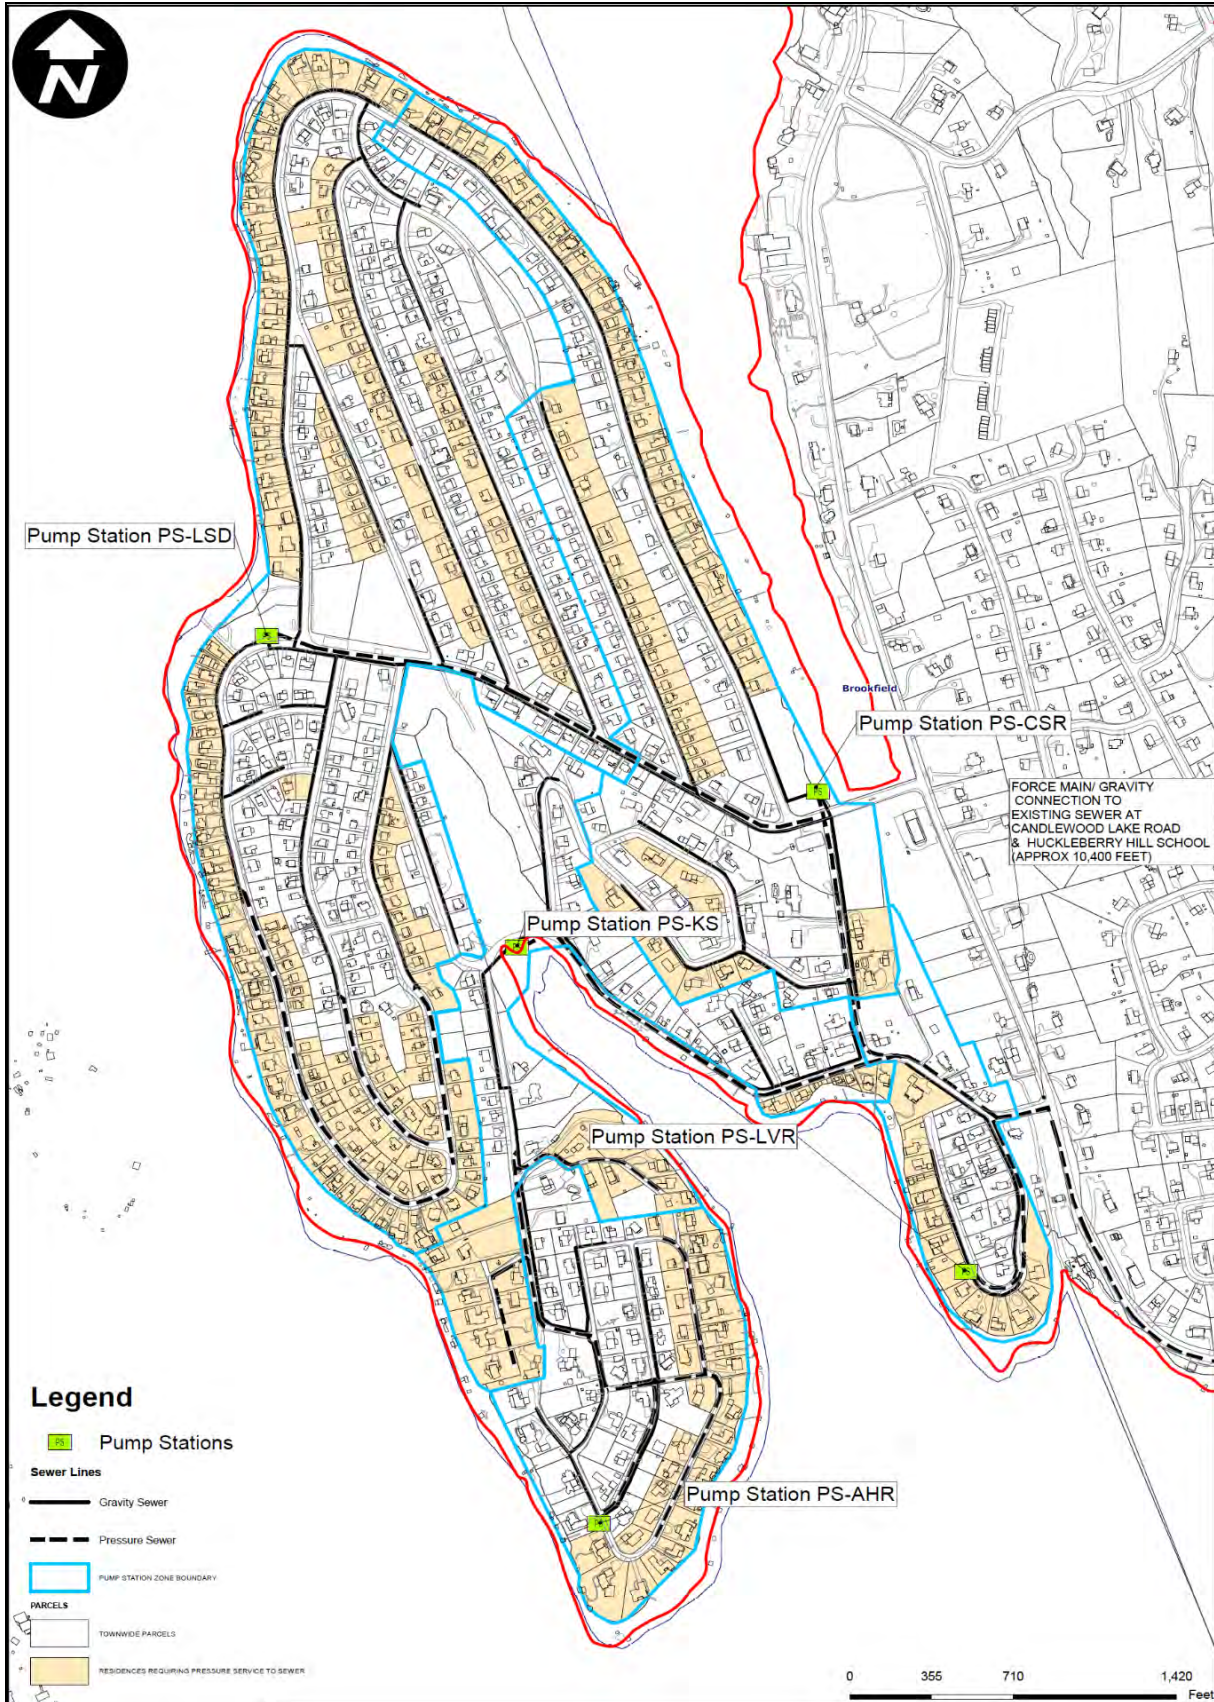 N
Pump Station PS-LSD
Brookfield
Pump Station PS-CSR
FORCE MAIN/ GRAVITY
CONNECTION TO
EXISTING SEWER AT
CANDLEWOOD LAKE ROAD
& HUCKLEBERRY HILL SCHOOL
(APPROX 10,400 FEET)
PS
Pump Station PS-KS
Pump Station PS-LVR
Pump Station PS-AHR
Legend
PS
Pump Stations
Sewer Lines
Gravity Sewer
Pressure Sewer
PUMP STATION ZONE BOUNDARY
PARCELS
TOWNWIDE PARCELS
RESIDENCES REQUIRING PRESSURE SERVICE TO SEWER
0 355 710 1,420
Feet